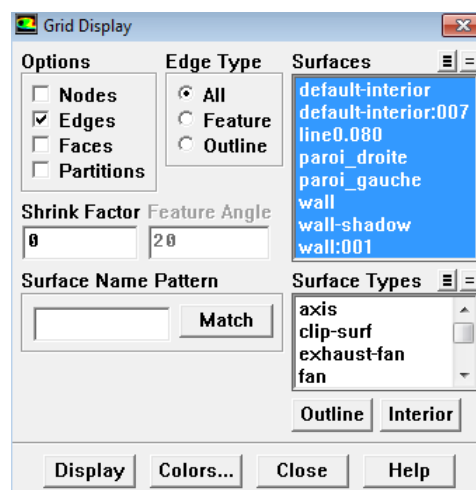 Grid Display
Options
Nodes
Edges
Faces
Partitions
Edge Type
All
Feature
Outline
Shrink Factor
0
Feature Angle
20
Surface Name Pattern
Match
Surfaces
default-interior
default-interior:007
line0.080
paroi_droite
paroi_gauche
wall
wall-shadow
wall:001
Surface Types
axis
clip-surf
exhaust-fan
fan
Outline Interior
Display Colors... Close Help